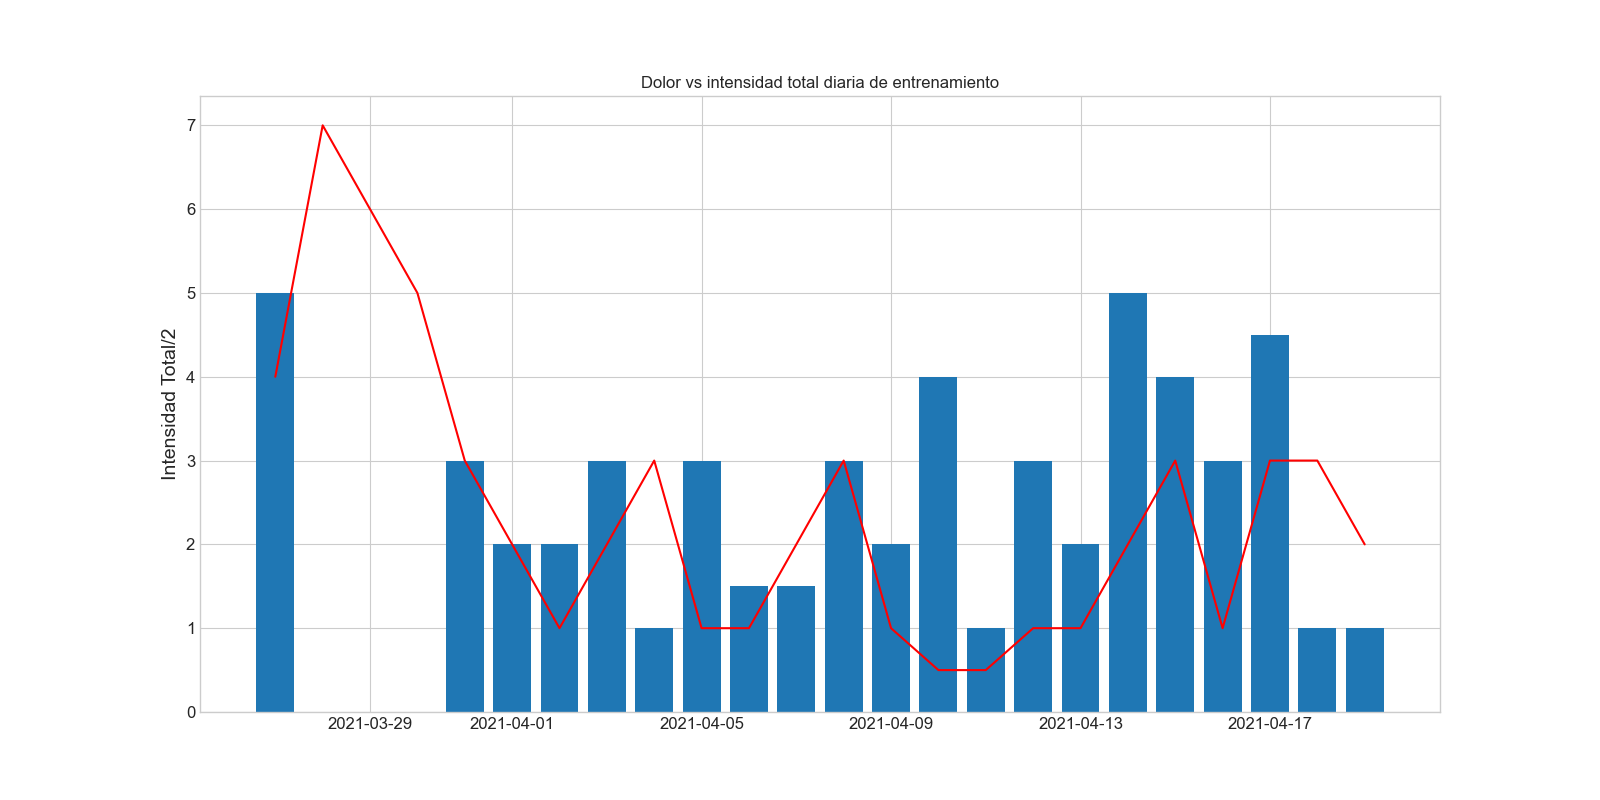 Dolor vs intensidad total diaria de entrenamiento
Intensidad Total/2
7
6
5
4
3
2
1
0
2021-03-29 2021-04-01 2021-04-05 2021-04-09 2021-04-13 2021-04-17